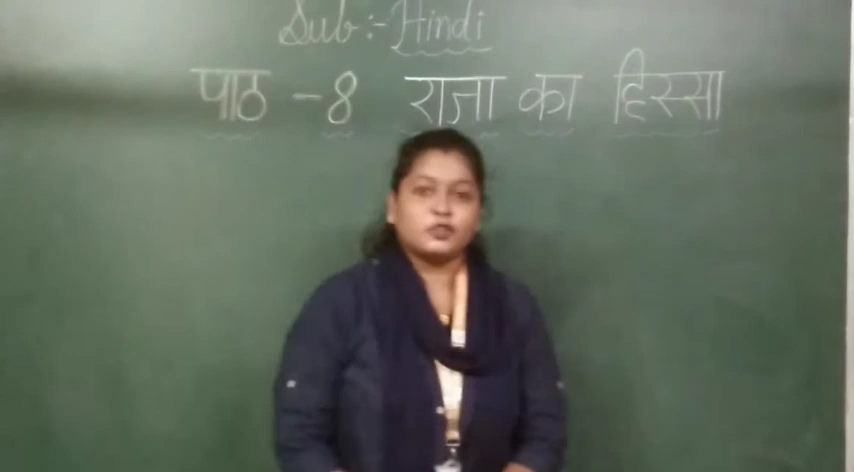 Sub:- Hindi
पाठ - 8 राजा का हिस्सा